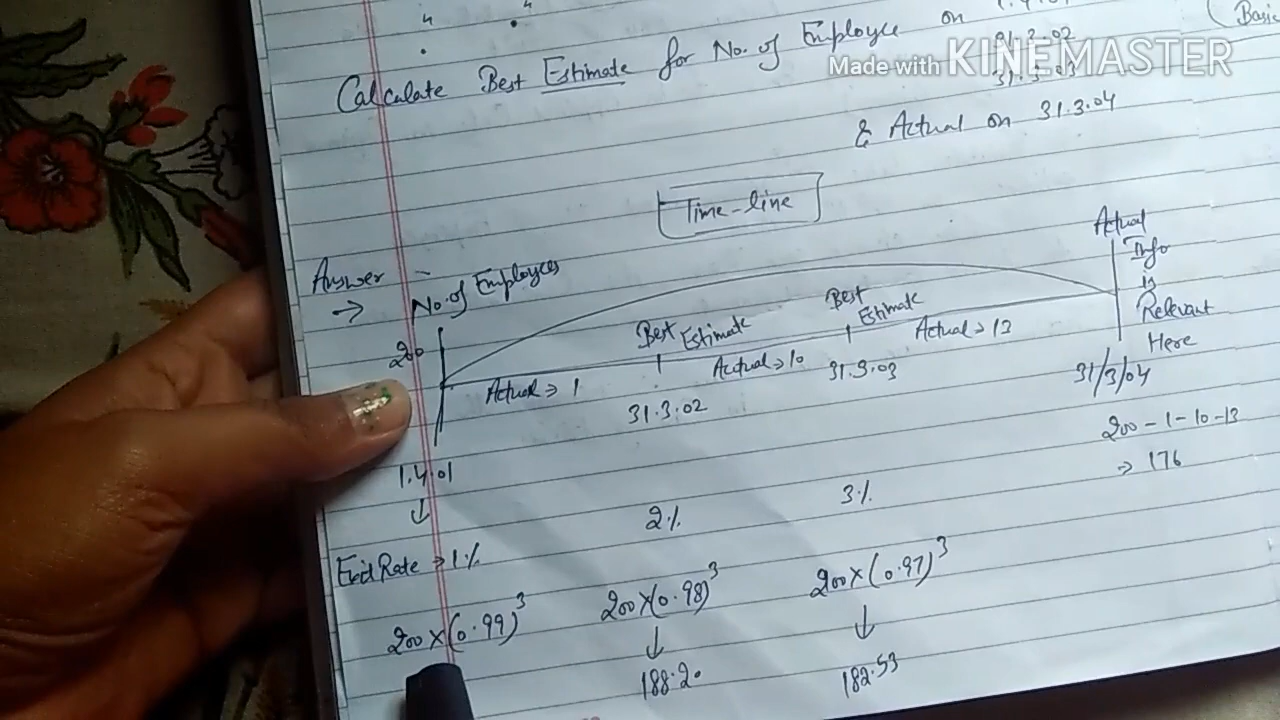 Calculate Best Estimate for No. of Employee on
31.3.02
31.3.03
& Actual on 31.3.04
(Basic
Made with KINEMASTER
Time-line
Answer
→ No. of Employees
200
Actual → 1
Best Estimate
31.3.02
Actual → 10
Best Estimate
31.3.03
Actual → 13
Actual
Info
is
Relevant
Here
31/3/04
200 - 1 - 10 - 13
→ 176
1.4.01
↓
Exit Rate → 1% 2% 3%
200 × (0.99)³ 200 × (0.98)³ 200 × (0.97)³
↓ ↓
188.20 182.53